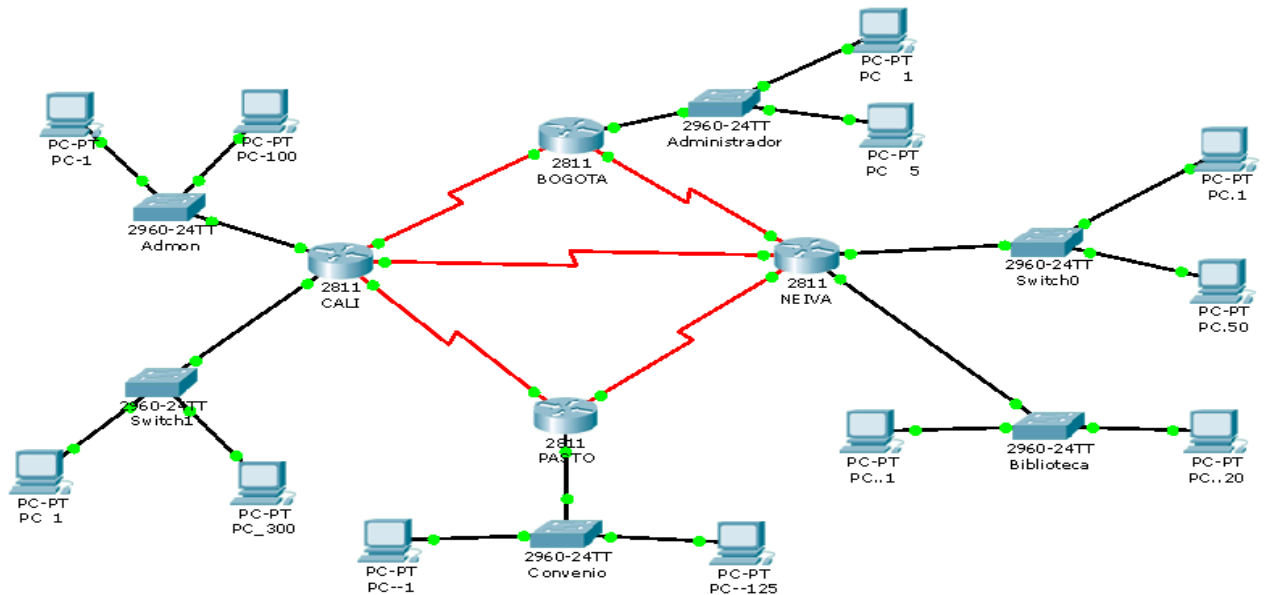 PC-PT
PC 1
2960-24TT
Administrador
PC-PT
PC 5
PC-PT
PC-1
PC-PT
PC-100
2960-24TT
Admon
2811
BOGOTA
PC-PT
PC.1
2811
CALI
2811
NEIVA
2960-24TT
Switch0
PC-PT
PC.50
2960-24TT
Switch1
2811
PASTO
PC-PT
PC..1
2960-24TT
Biblioteca
PC-PT
PC..20
PC-PT
PC 1
PC-PT
PC_300
PC-PT
PC--1
2960-24TT
Convenio
PC-PT
PC--125